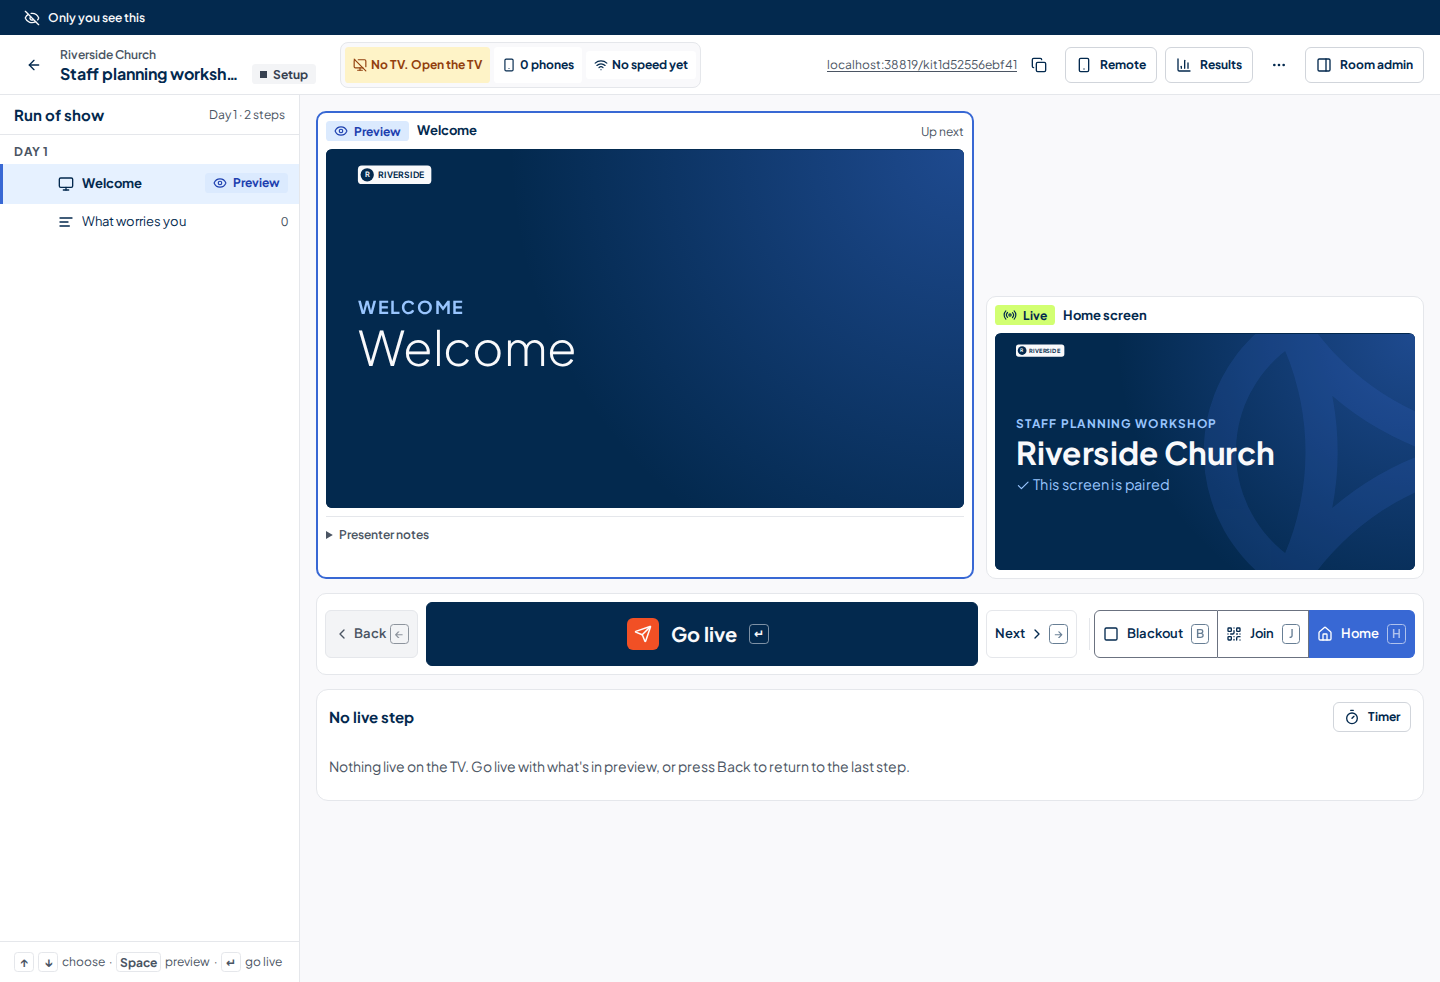 Only you see this
Riverside Church
Staff planning worksh…
Setup
No TV. Open the TV
0 phones
No speed yet
localhost:38819/kit1d52556ebf41
Remote
Results
Room admin
Run of show
Day 1 · 2 steps
DAY 1
Welcome
Preview
What worries you
0
Preview
Welcome
Up next
R RIVERSIDE
WELCOME
Welcome
Presenter notes
Live
Home screen
R RIVERSIDE
STAFF PLANNING WORKSHOP
Riverside Church
✓ This screen is paired
Back ←
Go live ↵
Next →
Blackout B
Join J
Home H
No live step
Timer
Nothing live on the TV. Go live with what's in preview, or press Back to return to the last step.
↑ ↓ choose · Space preview · ↵ go live